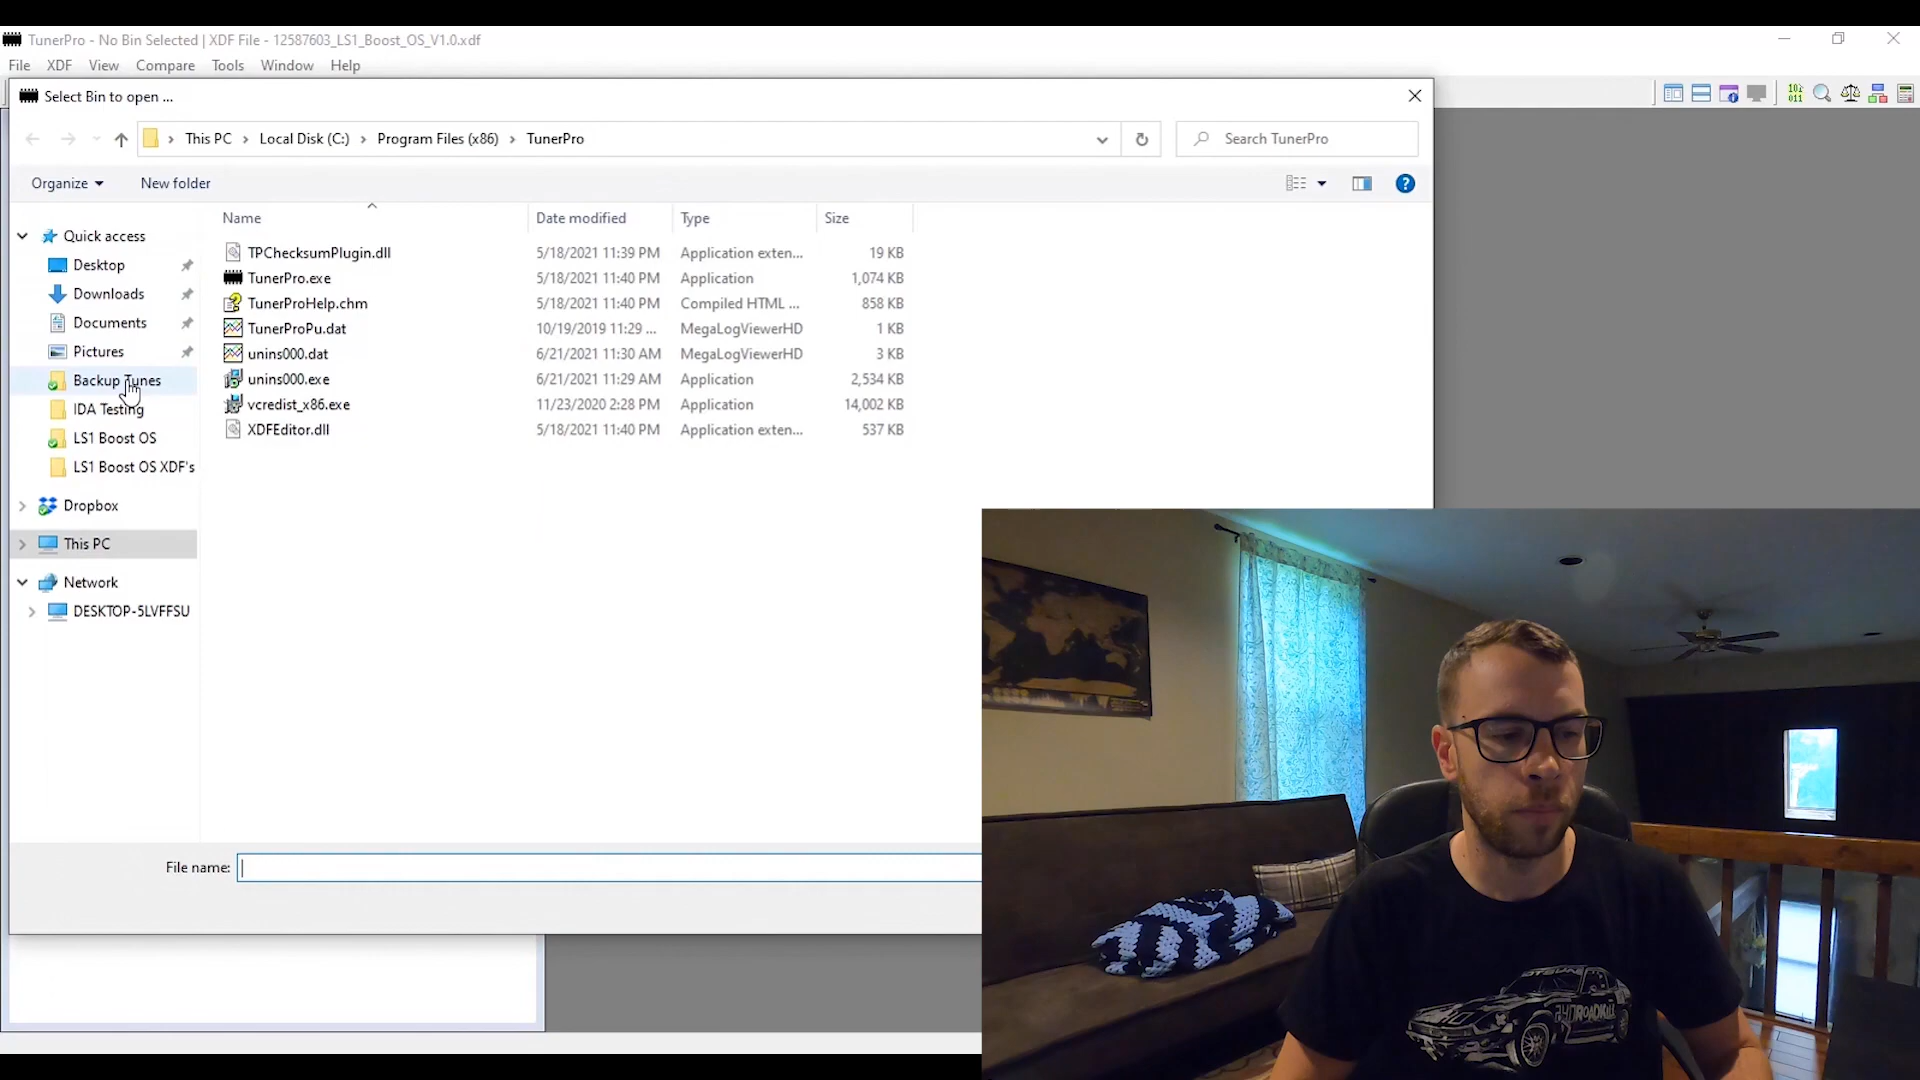 TunerPro - No Bin Selected | XDF File - 12587603_LS1_Boost_OS_V1.0.xdf
File XDF View Compare Tools Window Help
Select Bin to open ...
This PC > Local Disk (C:) > Program Files (x86) > TunerPro
Search TunerPro
Organize New folder
Name Date modified Type Size
Quick access
Desktop
Downloads
Documents
Pictures
Backup Tunes
IDA Testing
LS1 Boost OS
LS1 Boost OS XDF's
Dropbox
This PC
Network
DESKTOP-5LVFFSU
TPChecksumPlugin.dll 5/18/2021 11:39 PM Application exten... 19 KB
TunerPro.exe 5/18/2021 11:40 PM Application 1,074 KB
TunerProHelp.chm 5/18/2021 11:40 PM Compiled HTML ... 858 KB
TunerProPu.dat 10/19/2019 11:29 ... MegaLogViewerHD 1 KB
unins000.dat 6/21/2021 11:30 AM MegaLogViewerHD 3 KB
unins000.exe 6/21/2021 11:29 AM Application 2,534 KB
vcredist_x86.exe 11/23/2020 2:28 PM Application 14,002 KB
XDFEditor.dll 5/18/2021 11:40 PM Application exten... 537 KB
File name: